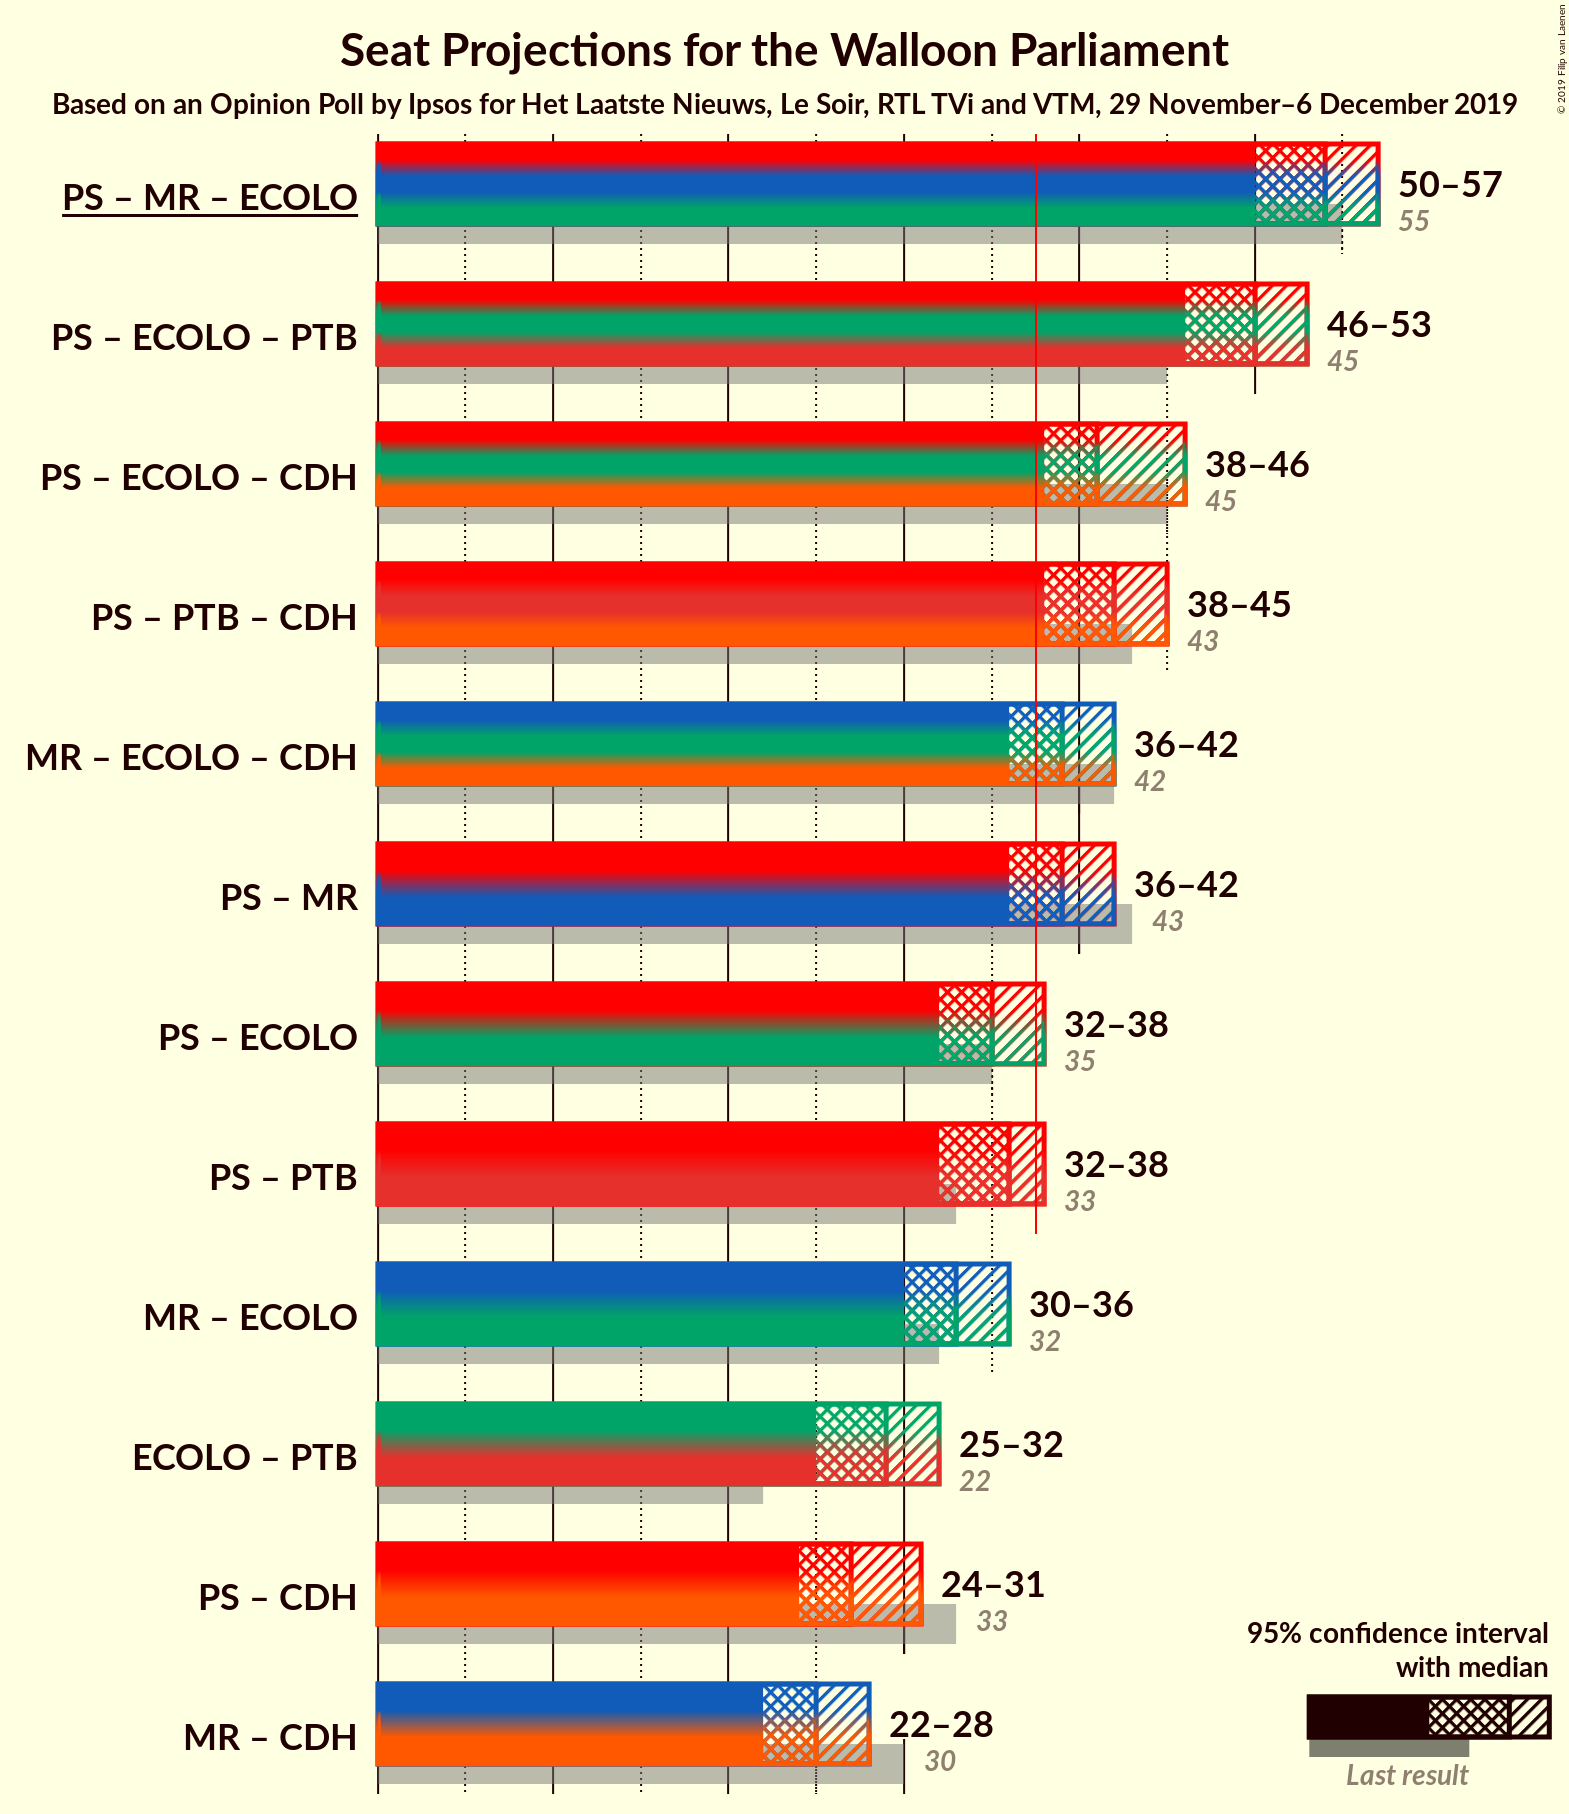 Seat Projections for the Walloon Parliament
Based on an Opinion Poll by Ipsos for Het Laatste Nieuws, Le Soir, RTL TVi and VTM, 29 November–6 December 2019
© 2019 Filip van Laenen
PS – MR – ECOLO
50–57
55
PS – ECOLO – PTB
46–53
45
PS – ECOLO – CDH
38–46
45
PS – PTB – CDH
38–45
43
MR – ECOLO – CDH
36–42
42
PS – MR
36–42
43
PS – ECOLO
32–38
35
PS – PTB
32–38
33
MR – ECOLO
30–36
32
ECOLO – PTB
25–32
22
PS – CDH
24–31
33
MR – CDH
22–28
30
95% confidence interval
with median
Last result